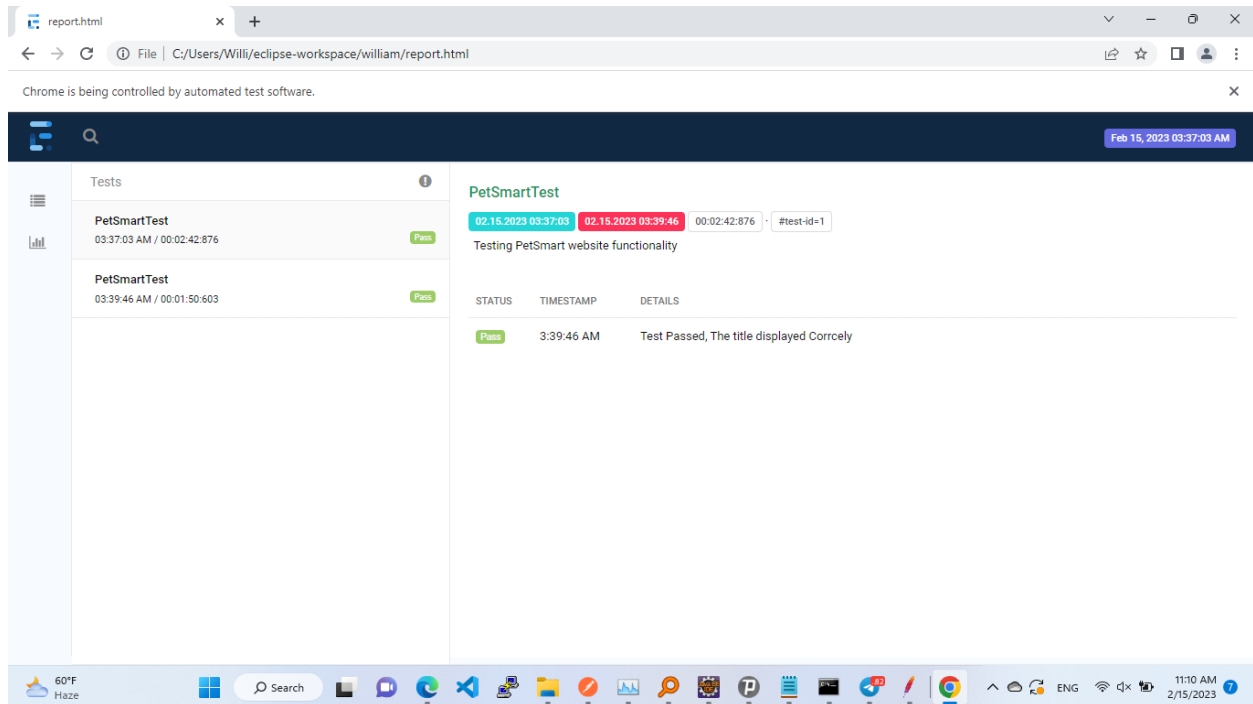 report.html
File | C:/Users/Willi/eclipse-workspace/william/report.html
Chrome is being controlled by automated test software.
Feb 15, 2023 03:37:03 AM
Tests
PetSmartTest
03:37:03 AM / 00:02:42:876
Pass
PetSmartTest
03:39:46 AM / 00:01:50:603
Pass
PetSmartTest
02.15.2023 03:37:03 02.15.2023 03:39:46 00:02:42:876 · #test-id=1
Testing PetSmart website functionality
STATUS TIMESTAMP DETAILS
Pass 3:39:46 AM Test Passed, The title displayed Corrcely
60°F
Haze
Search
ENG
11:10 AM
2/15/2023
7